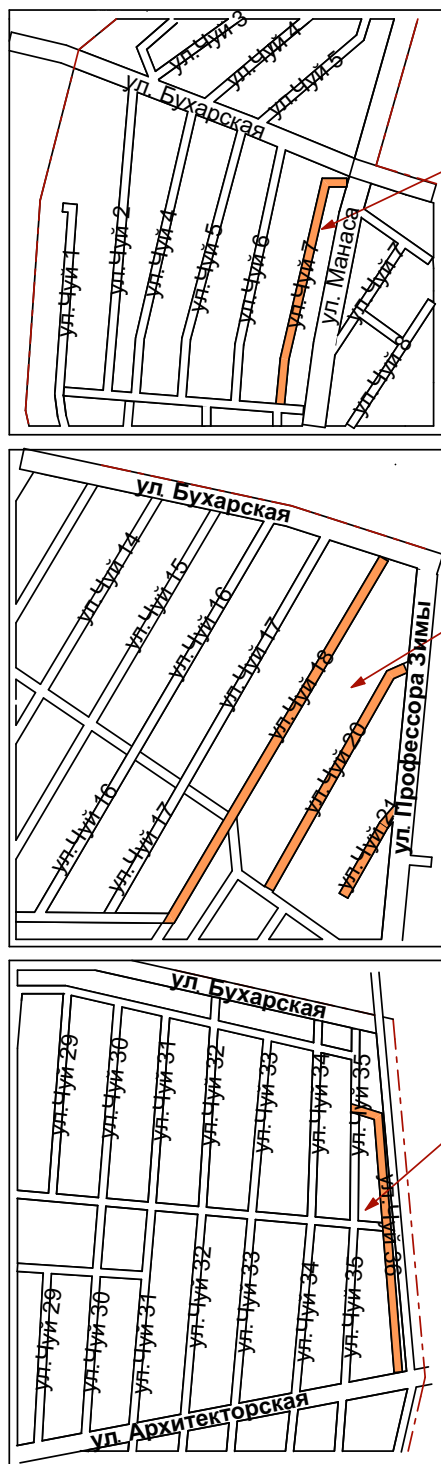 ул. Чуй 3
ул. Чуй 4
ул. Чуй 5
ул. Бухарская
ул.Чуй 1
ул.Чуй 2
ул.Чуй 4
ул.Чуй 5
ул.Чуй 6
ул.Чуй 7
ул. Манаса
ул.Чуй 7
ул.Чуй 8
ул. Бухарская
ул.Чуй 14
ул.Чуй 15
ул.Чуй 16
ул.Чуй 17
ул.Чуй 18
ул.Чуй 20
ул.Чуй 21
ул. Профессора Зимы
ул.Чуй 16
ул.Чуй 17
ул. Бухарская
ул.Чуй 29
ул.Чуй 30
ул.Чуй 31
ул.Чуй 32
ул.Чуй 33
ул.Чуй 34
ул.Чуй 35
ул.Чуй 36
ул.Чуй 29
ул.Чуй 30
ул.Чуй 31
ул.Чуй 32
ул.Чуй 33
ул.Чуй 34
ул.Чуй 35
ул. Архитекторская